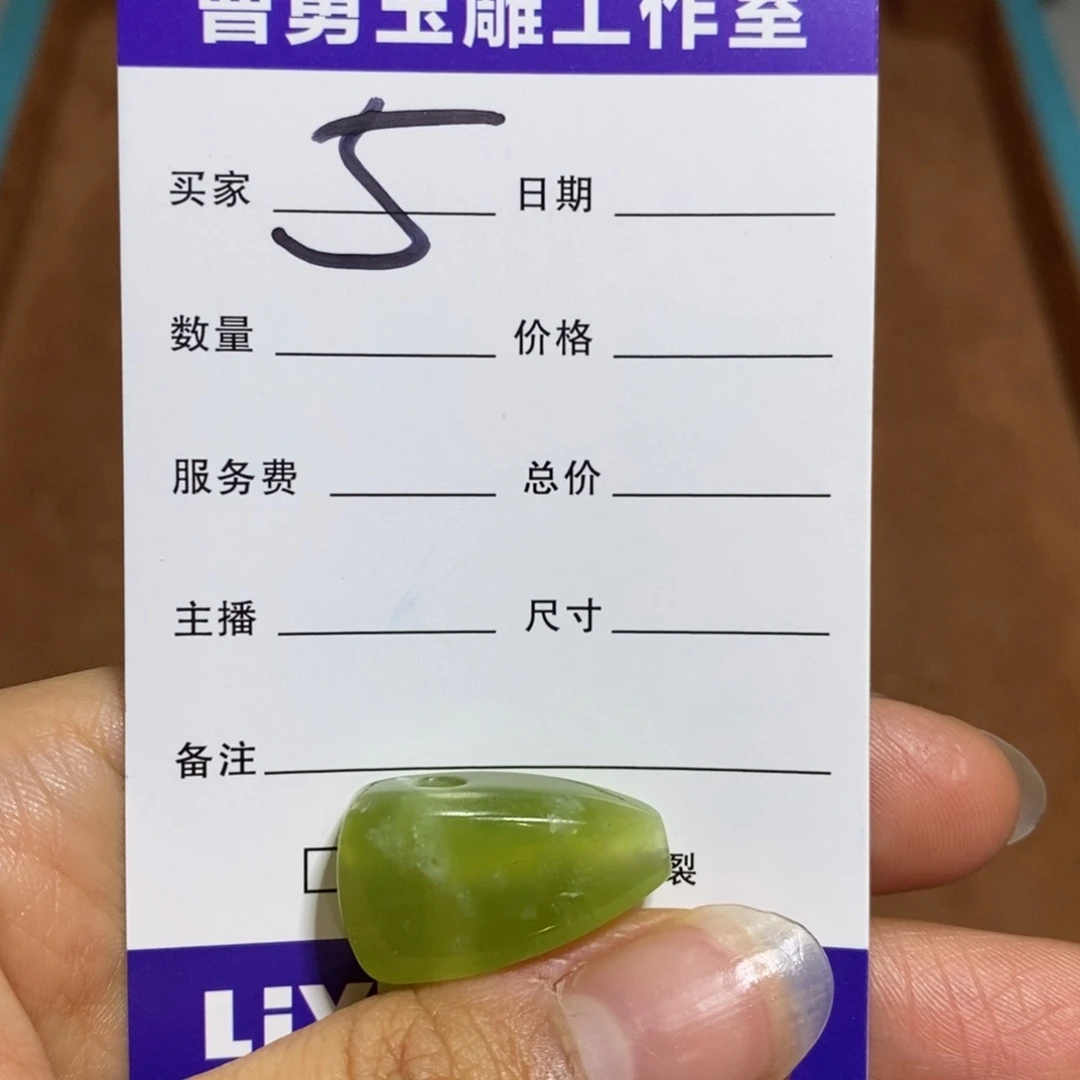 曹勇玉雕工作室
买家 5 日期
数量 价格
服务费 总价
主播 尺寸
备注
裂
LiY